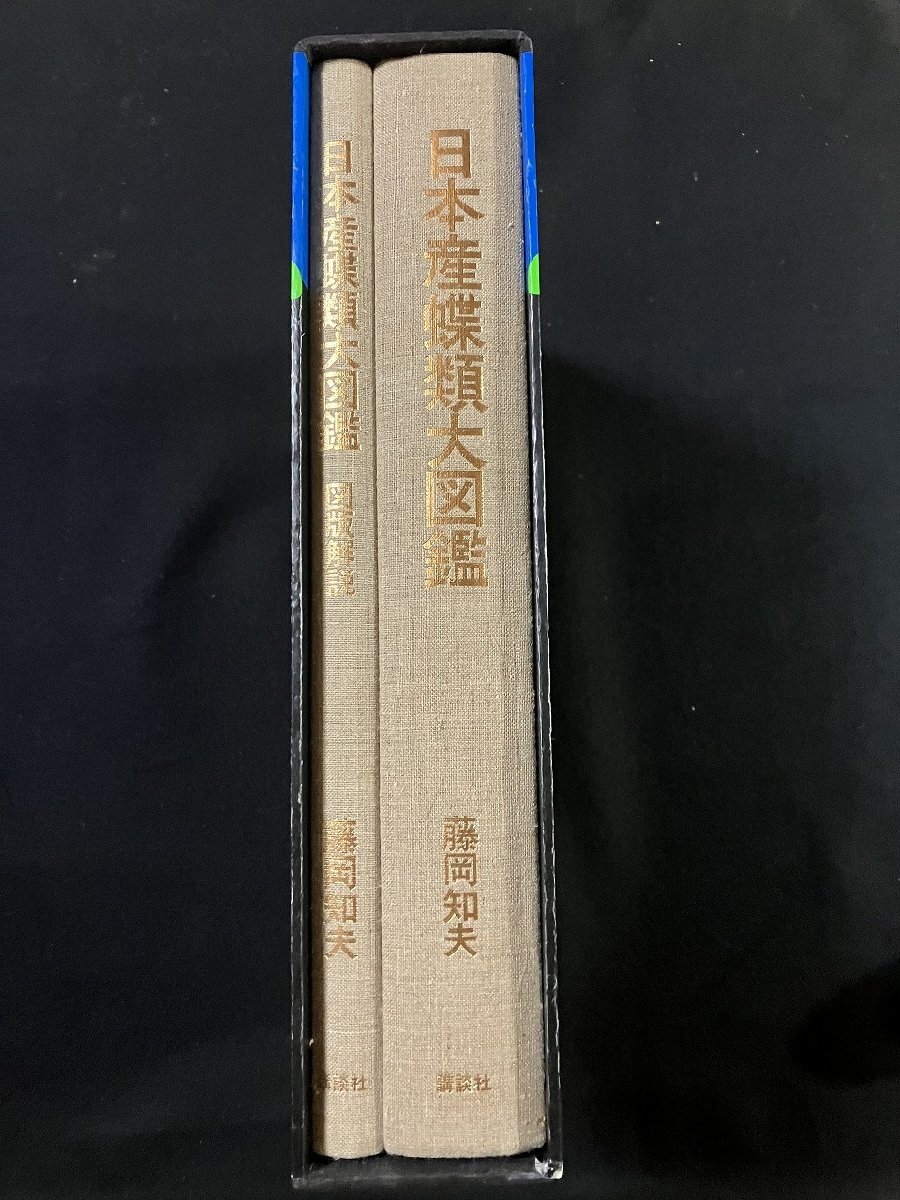 日本産蝶類大図鑑
図版解説
藤岡知夫
講談社
日本産蝶類大図鑑
藤岡知夫
講談社